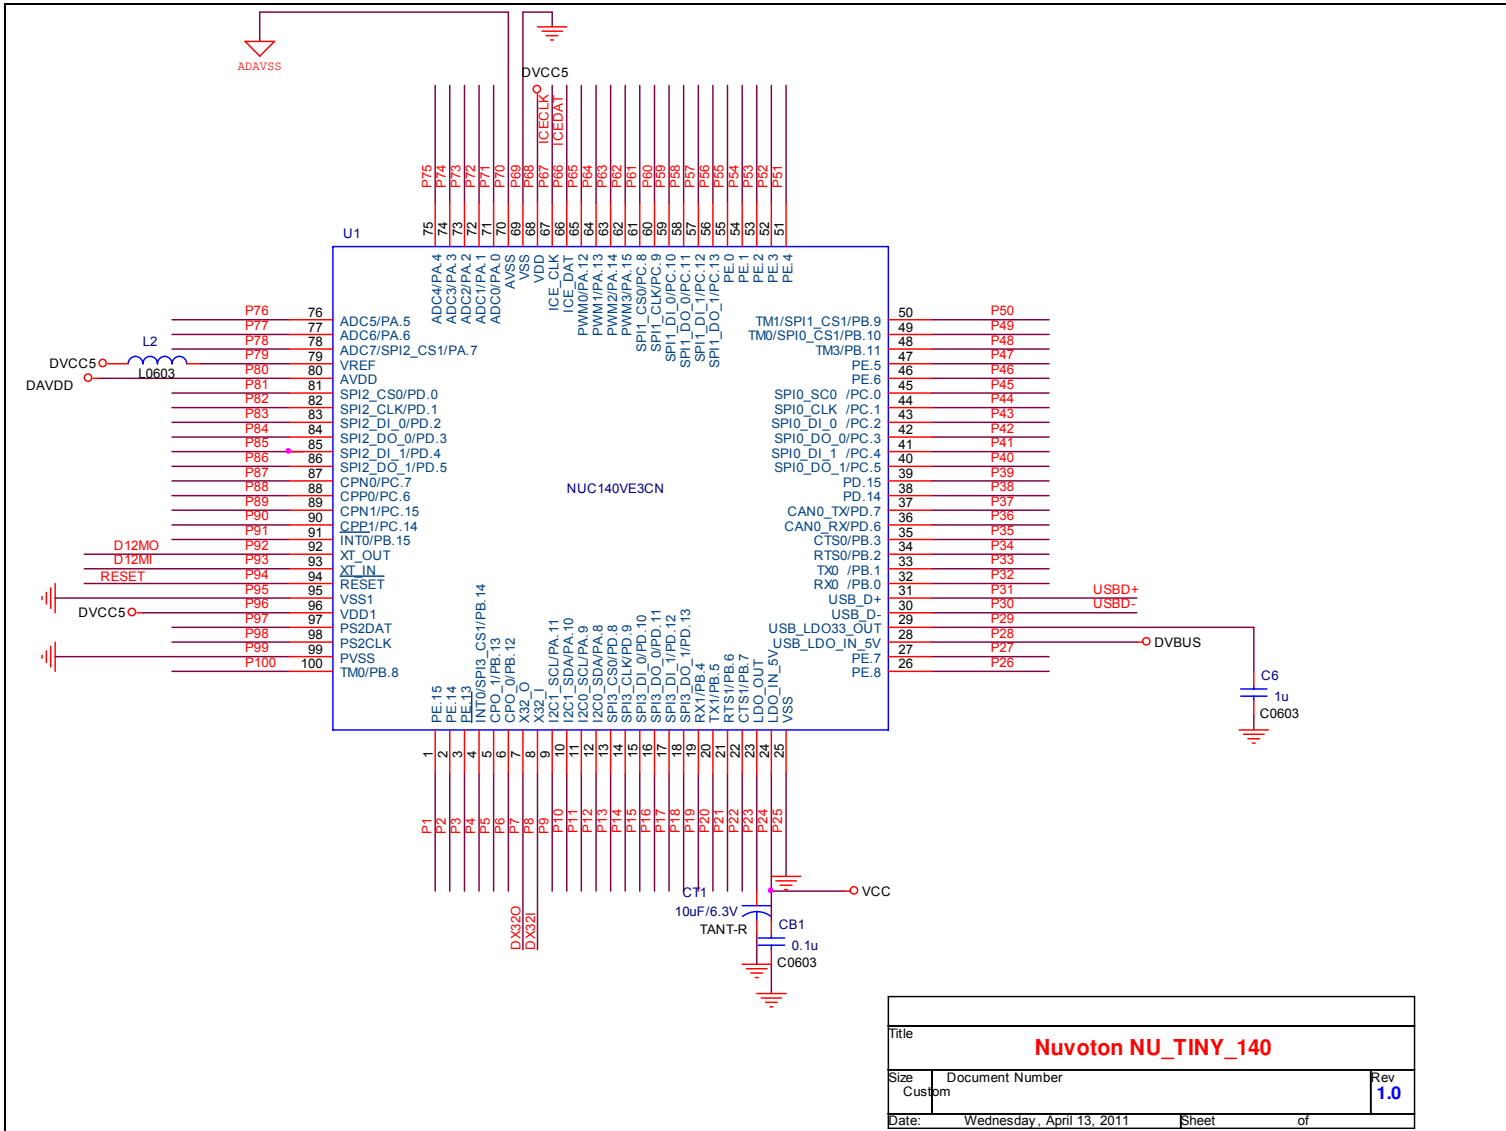 ADAVSS
DVCC5
ICECLK
ICEDAT
P75 P74 P73 P72 P71 P70 P69 P68 P67 P66 P65 P64 P63 P62 P61 P60 P59 P58 P57 P56 P55 P54 P53 P52 P51
75 74 73 72 71 70 69 68 67 66 65 64 63 62 61 60 59 58 57 56 55 54 53 52 51
U1
ADC4/PA.4
ADC3/PA.3
ADC2/PA.2
ADC1/PA.1
ADC0/PA.0
AVSS
VSS
VDD
ICE_CLK
ICE_DAT
PWM0/PA.12
PWM1/PA.13
PWM2/PA.14
PWM3/PA.15
SPI1_CS0/PC.8
SPI1_CLK/PC.9
SPI1_DI_0/PC.10
SPI1_DO_0/PC.11
SPI1_DI_1/PC.12
SPI1_DO_1/PC.13
PE.0
PE.1
PE.2
PE.3
PE.4
P76 76 ADC5/PA.5
P77 77 ADC6/PA.6
P78 78 ADC7/SPI2_CS1/PA.7
L2
L0603
DVCC5 P79 79 VREF
DAVDD P80 80 AVDD
P81 81 SPI2_CS0/PD.0
P82 82 SPI2_CLK/PD.1
P83 83 SPI2_DI_0/PD.2
P84 84 SPI2_DO_0/PD.3
P85 85 SPI2_DI_1/PD.4
P86 86 SPI2_DO_1/PD.5
P87 87 CPN0/PC.7
P88 88 CPP0/PC.6
P89 89 CPN1/PC.15
P90 90 CPP1/PC.14
P91 91 INT0/PB.15
D12MO P92 92 XT_OUT
D12MI P93 93 XT_IN
RESET P94 94 RESET
P95 95 VSS1
DVCC5 P96 96 VDD1
P97 97 PS2DAT
P98 98 PS2CLK
P99 99 PVSS
P100 100 TM0/PB.8
NUC140VE3CN
TM1/SPI1_CS1/PB.9 50 P50
TM0/SPI0_CS1/PB.10 49 P49
TM3/PB.11 48 P48
PE.5 47 P47
PE.6 46 P46
SPI0_SC0 /PC.0 45 P45
SPI0_CLK /PC.1 44 P44
SPI0_DI_0 /PC.2 43 P43
SPI0_DO_0/PC.3 42 P42
SPI0_DI_1 /PC.4 41 P41
SPI0_DO_1/PC.5 40 P40
PD.15 39 P39
PD.14 38 P38
CAN0_TX/PD.7 37 P37
CAN0_RX/PD.6 36 P36
CTS0/PB.3 35 P35
RTS0/PB.2 34 P34
TX0 /PB.1 33 P33
RX0 /PB.0 32 P32
USB_D+ 31 P31 USBD+
USB_D- 30 P30 USBD-
USB_LDO33_OUT 29 P29
USB_LDO_IN_5V 28 P28 DVBUS
PE.7 27 P27
PE.8 26 P26
C6
1u
C0603
PE.15
PE.14
PE.13
INT0/SPI3_CS1/PB.14
CPO_1/PB.13
CPO_0/PB.12
X32_O
X32_I
I2C1_SCL/PA.11
I2C1_SDA/PA.10
I2C0_SCL/PA.9
I2C0_SDA/PA.8
SPI3_CS0/PD.8
SPI3_CLK/PD.9
SPI3_DI_0/PD.10
SPI3_DO_0/PD.11
SPI3_DI_1/PD.12
SPI3_DO_1/PD.13
RX1/PB.4
TX1/PB.5
RTS1/PB.6
CTS1/PB.7
LDO_OUT
LDO_IN_5V
VSS
1 2 3 4 5 6 7 8 9 10 11 12 13 14 15 16 17 18 19 20 21 22 23 24 25
P1 P2 P3 P4 P5 P6 P7 P8 P9 P10 P11 P12 P13 P14 P15 P16 P17 P18 P19 P20 P21 P22 P23 P24 P25
DX32O
DX32I
VCC
CT1
10uF/6.3V
TANT-R
CB1
0.1u
C0603
Title
Nuvoton NU_TINY_140
Size Document Number Rev
Custom 1.0
Date: Wednesday, April 13, 2011 Sheet of